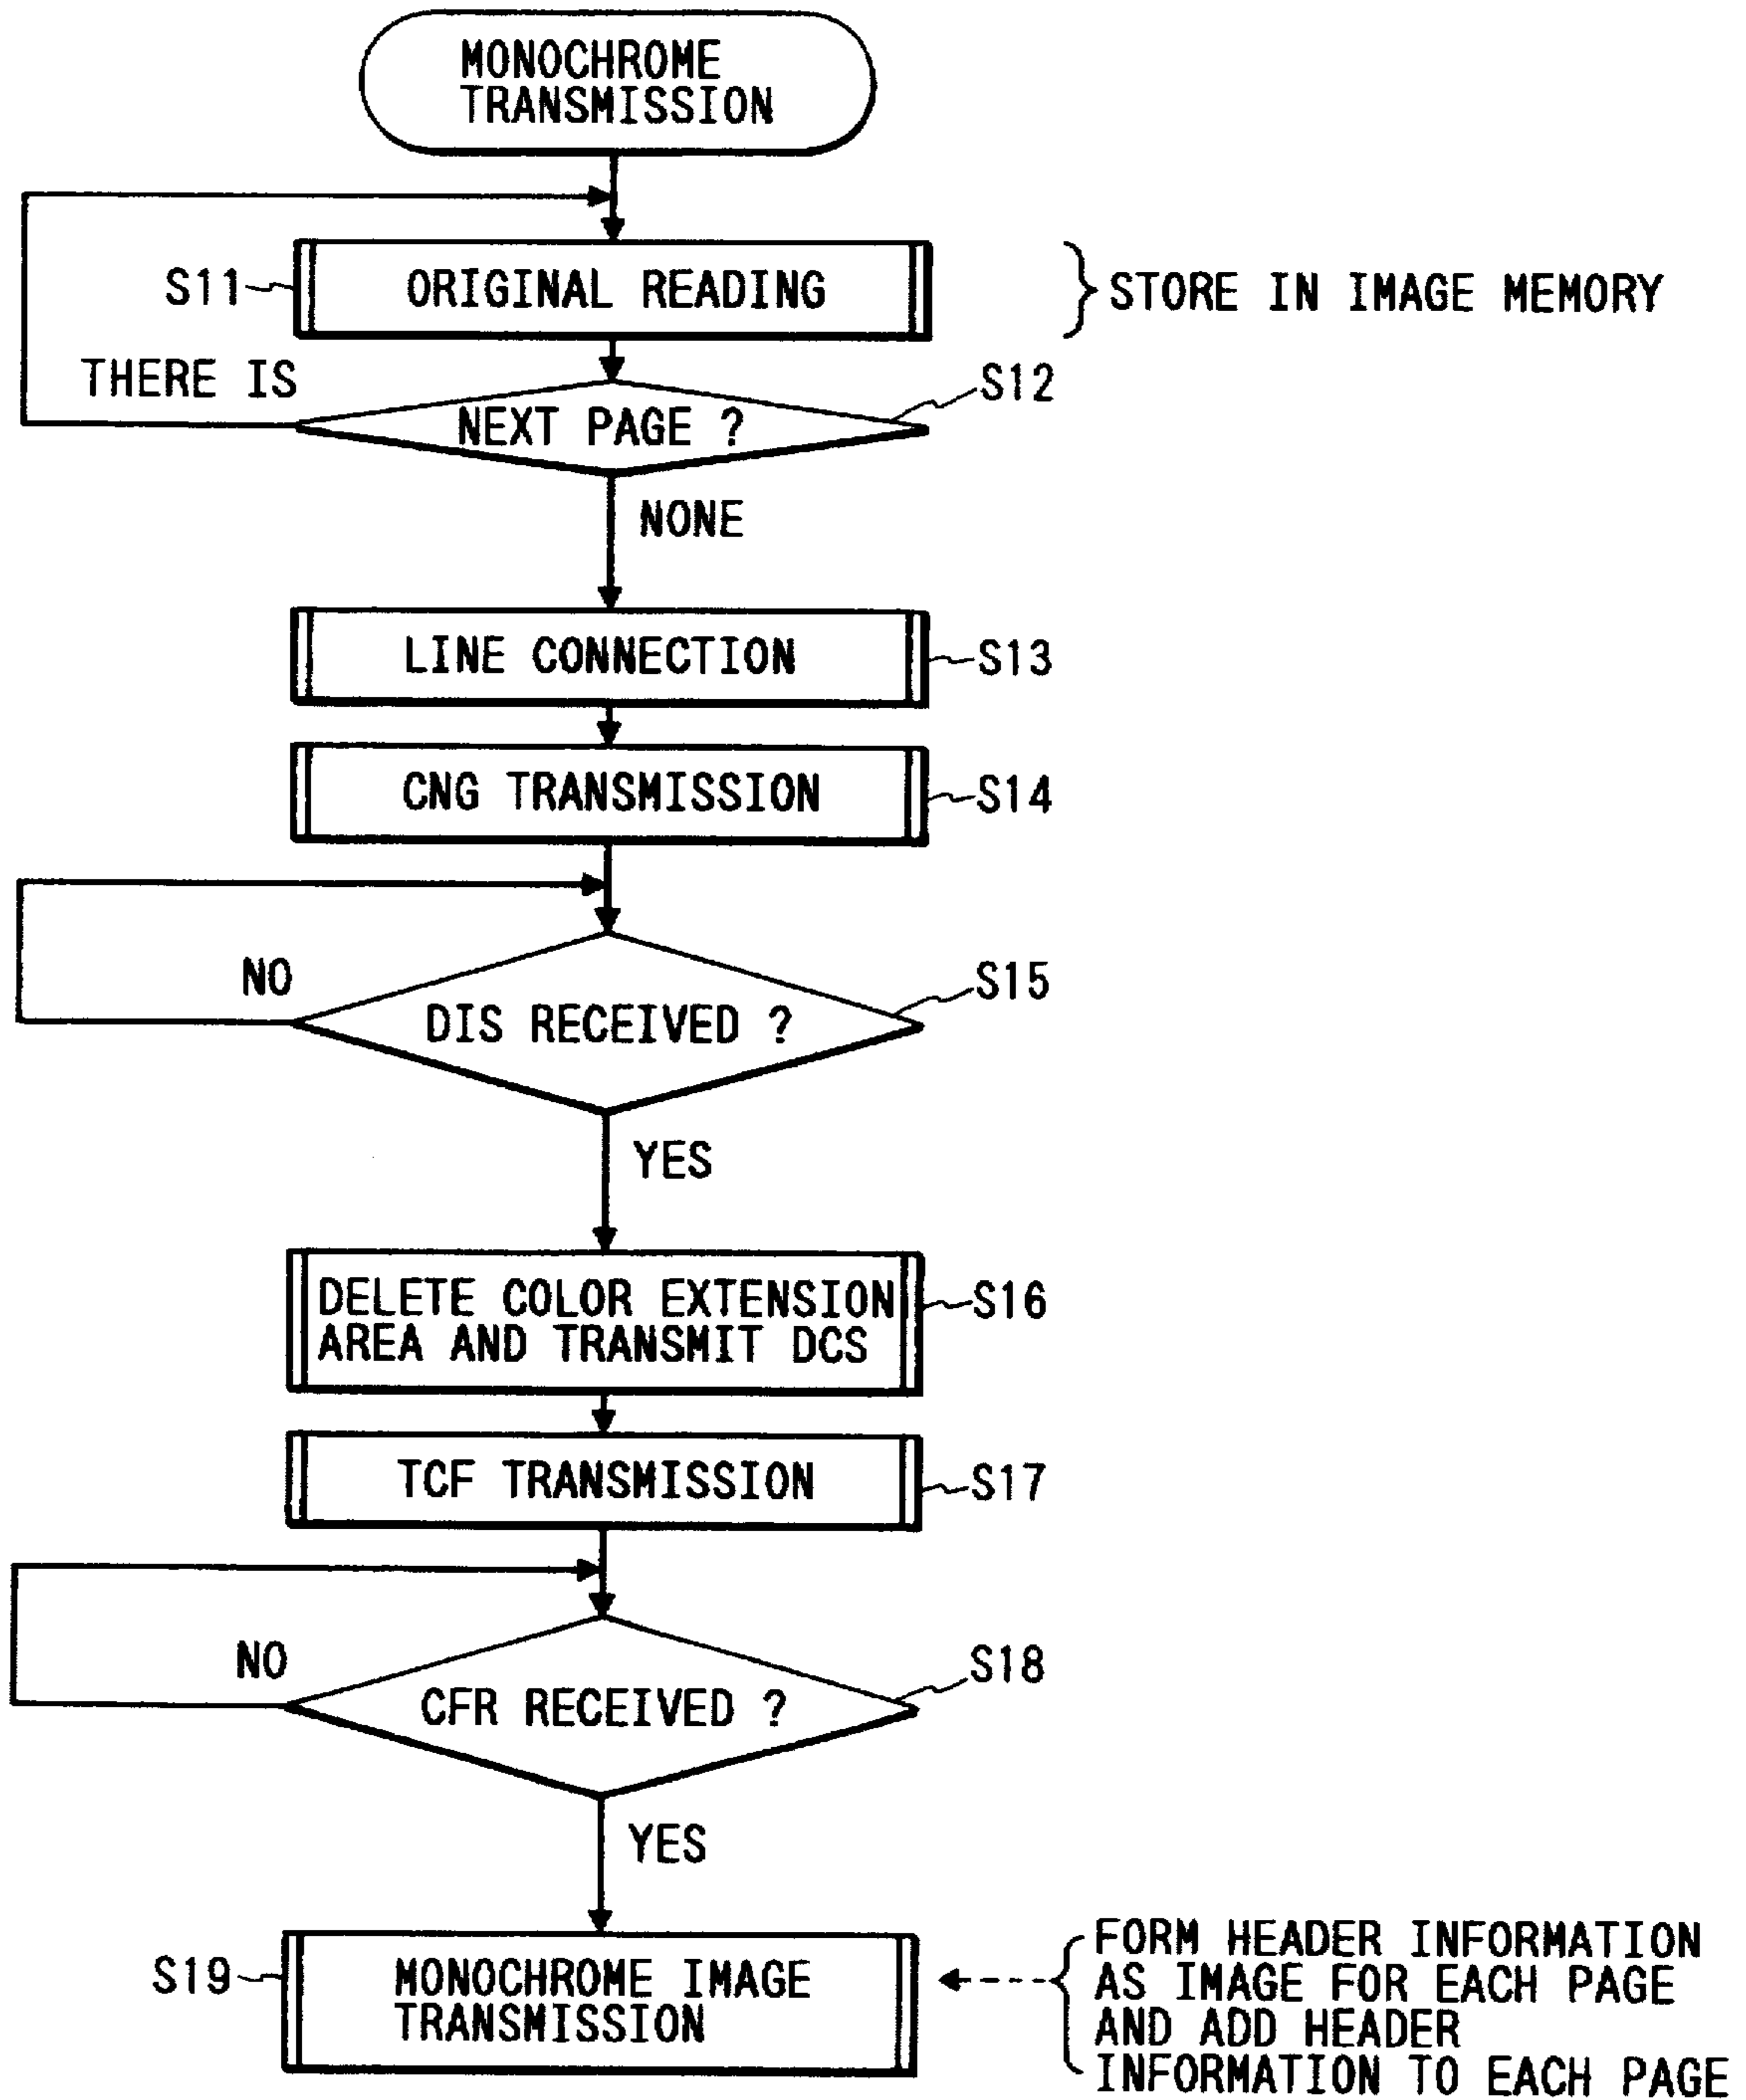 MONOCHROME
TRANSMISSION
S11
ORIGINAL READING
STORE IN IMAGE MEMORY
THERE IS
S12
NEXT PAGE ?
NONE
LINE CONNECTION
S13
CNG TRANSMISSION
S14
NO
S15
DIS RECEIVED ?
YES
DELETE COLOR EXTENSION
AREA AND TRANSMIT DCS
S16
TCF TRANSMISSION
S17
NO
S18
CFR RECEIVED ?
YES
S19
MONOCHROME IMAGE
TRANSMISSION
FORM HEADER INFORMATION
AS IMAGE FOR EACH PAGE
AND ADD HEADER
INFORMATION TO EACH PAGE